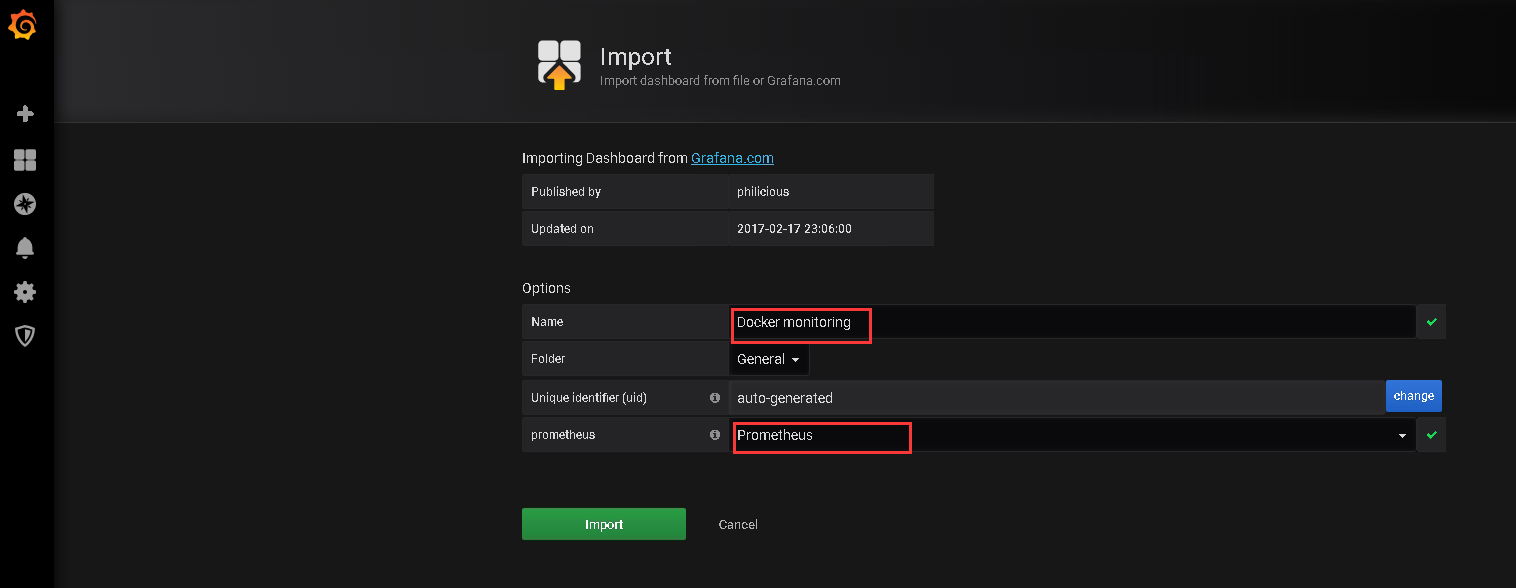 Import
Import dashboard from file or Grafana.com
Importing Dashboard from Grafana.com
Published by philicious
Updated on 2017-02-17 23:06:00
Options
Name Docker monitoring
Folder General
Unique identifier (uid) auto-generated change
prometheus Prometheus
Import Cancel